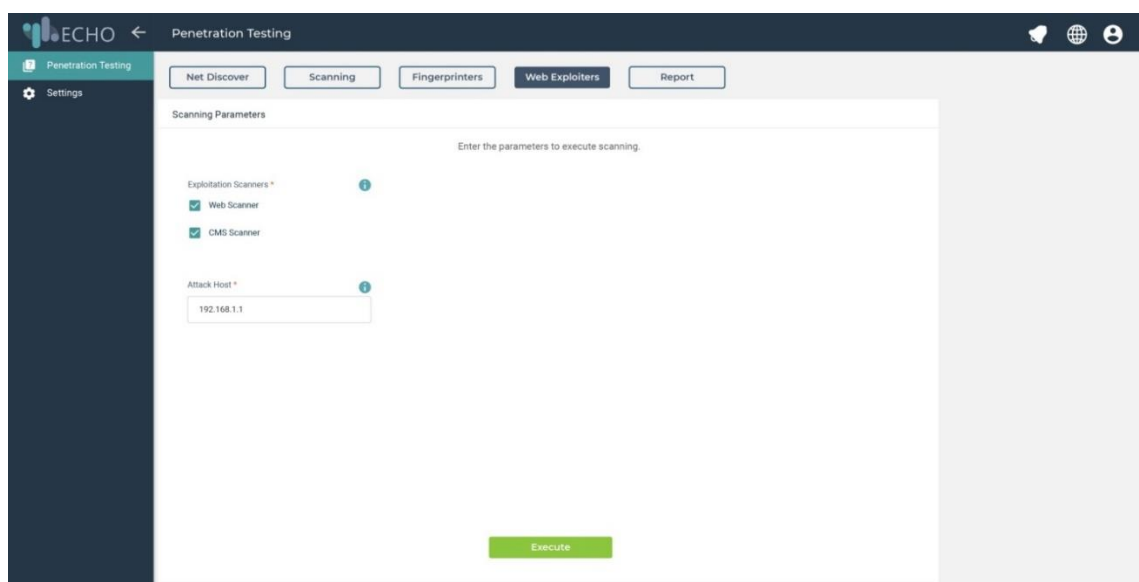 ECHO
Penetration Testing
Penetration Testing
Settings
Net Discover Scanning Fingerprinters Web Exploiters Report
Scanning Parameters
Enter the parameters to execute scanning.
Exploitation Scanners *
Web Scanner
CMS Scanner
Attack Host *
192.168.1.1
Execute